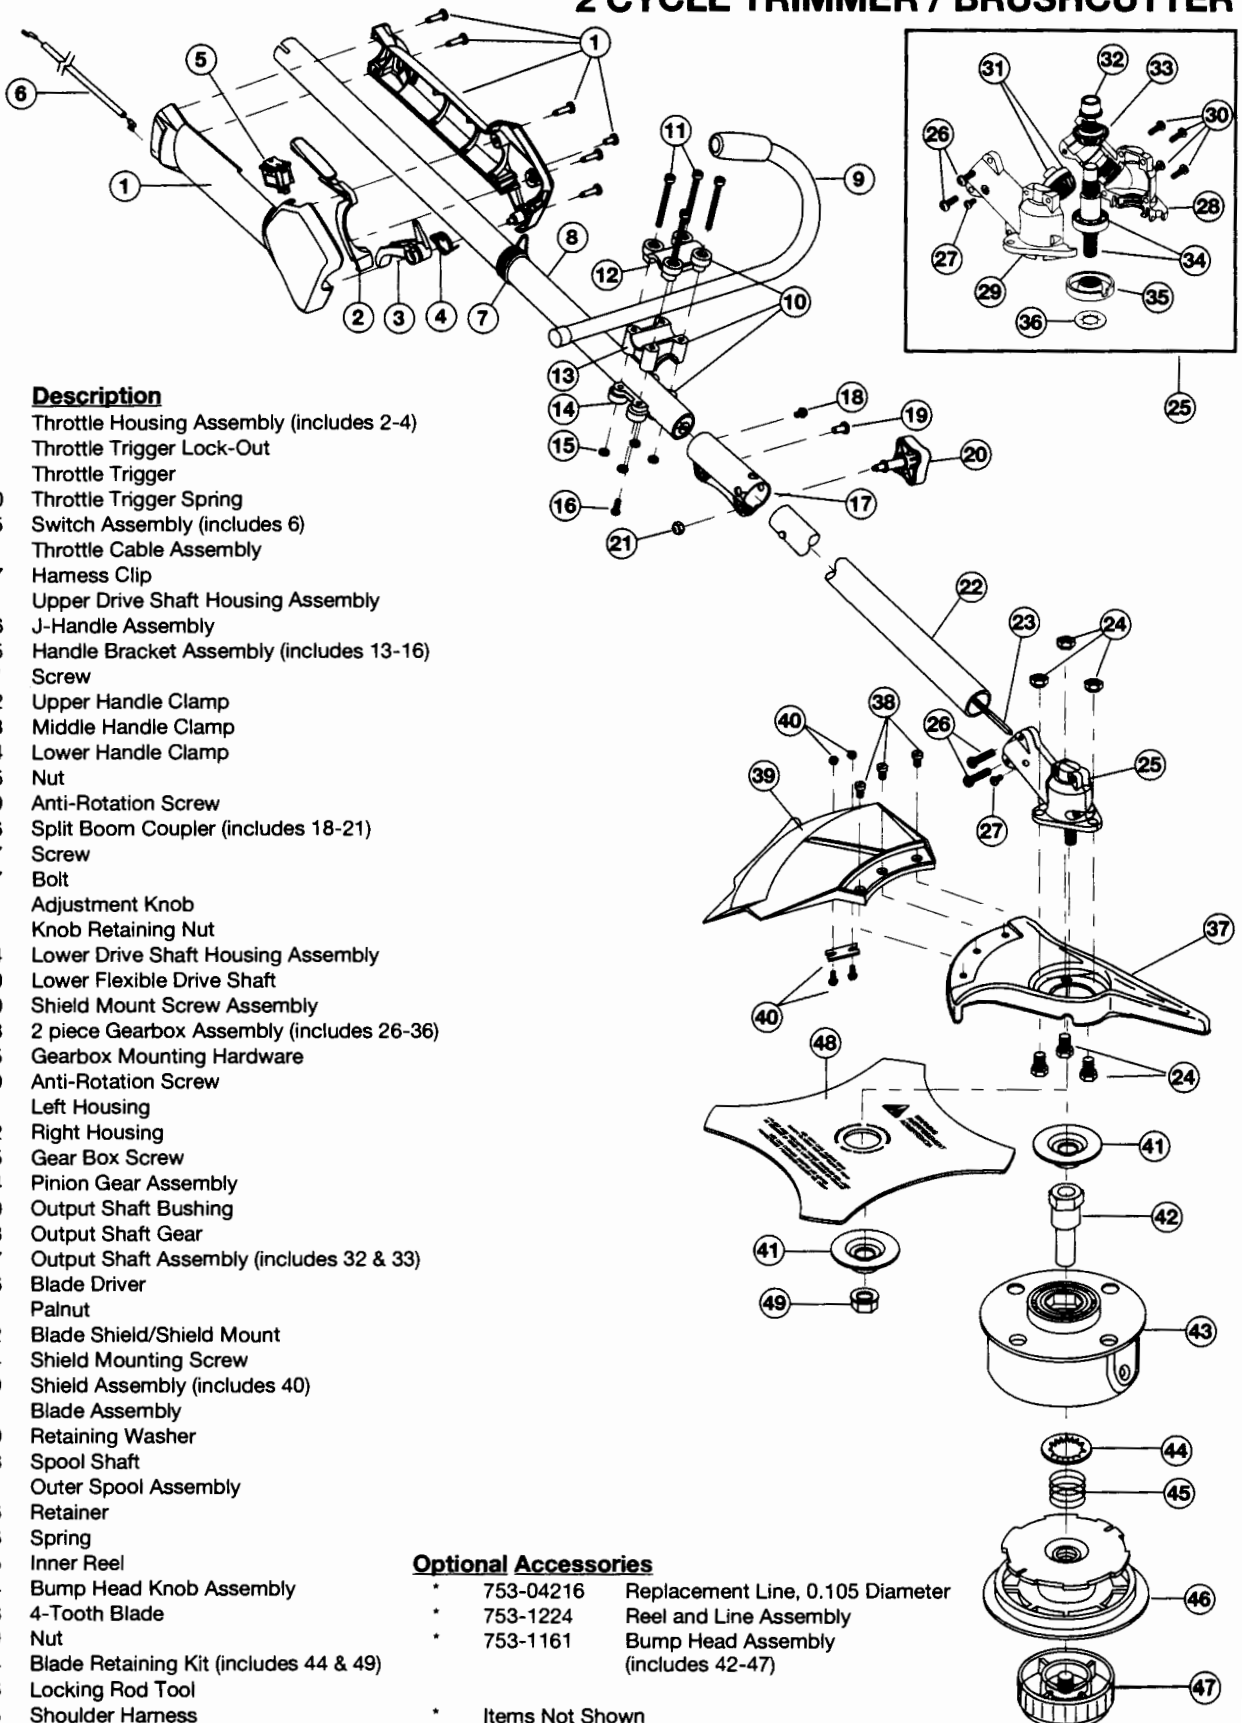 2 CYCLE TRIMMER / BRUSHCUTTER
1
5
6
1
11
9
8
12
10
2
3
4
7
13
14
15
16
18
19
20
17
21
31
32
33
30
26
28
27
34
29
35
36
25
22
23
24
38
40
26
25
39
27
37
40
48
24
41
42
41
49
43
44
45
46
47
Description
Throttle Housing Assembly (includes 2-4)
Throttle Trigger Lock-Out
Throttle Trigger
Throttle Trigger Spring
Switch Assembly (includes 6)
Throttle Cable Assembly
Harness Clip
Upper Drive Shaft Housing Assembly
J-Handle Assembly
Handle Bracket Assembly (includes 13-16)
Screw
Upper Handle Clamp
Middle Handle Clamp
Lower Handle Clamp
Nut
Anti-Rotation Screw
Split Boom Coupler (includes 18-21)
Screw
Bolt
Adjustment Knob
Knob Retaining Nut
Lower Drive Shaft Housing Assembly
Lower Flexible Drive Shaft
Shield Mount Screw Assembly
2 piece Gearbox Assembly (includes 26-36)
Gearbox Mounting Hardware
Anti-Rotation Screw
Left Housing
Right Housing
Gear Box Screw
Pinion Gear Assembly
Output Shaft Bushing
Output Shaft Gear
Output Shaft Assembly (includes 32 & 33)
Blade Driver
Palnut
Blade Shield/Shield Mount
Shield Mounting Screw
Shield Assembly (includes 40)
Blade Assembly
Retaining Washer
Spool Shaft
Outer Spool Assembly
Retainer
Spring
Inner Reel
Bump Head Knob Assembly
4-Tooth Blade
Nut
Blade Retaining Kit (includes 44 & 49)
Locking Rod Tool
Shoulder Harness
Optional Accessories
* 753-04216 Replacement Line, 0.105 Diameter
* 753-1224 Reel and Line Assembly
* 753-1161 Bump Head Assembly
(includes 42-47)
* Items Not Shown